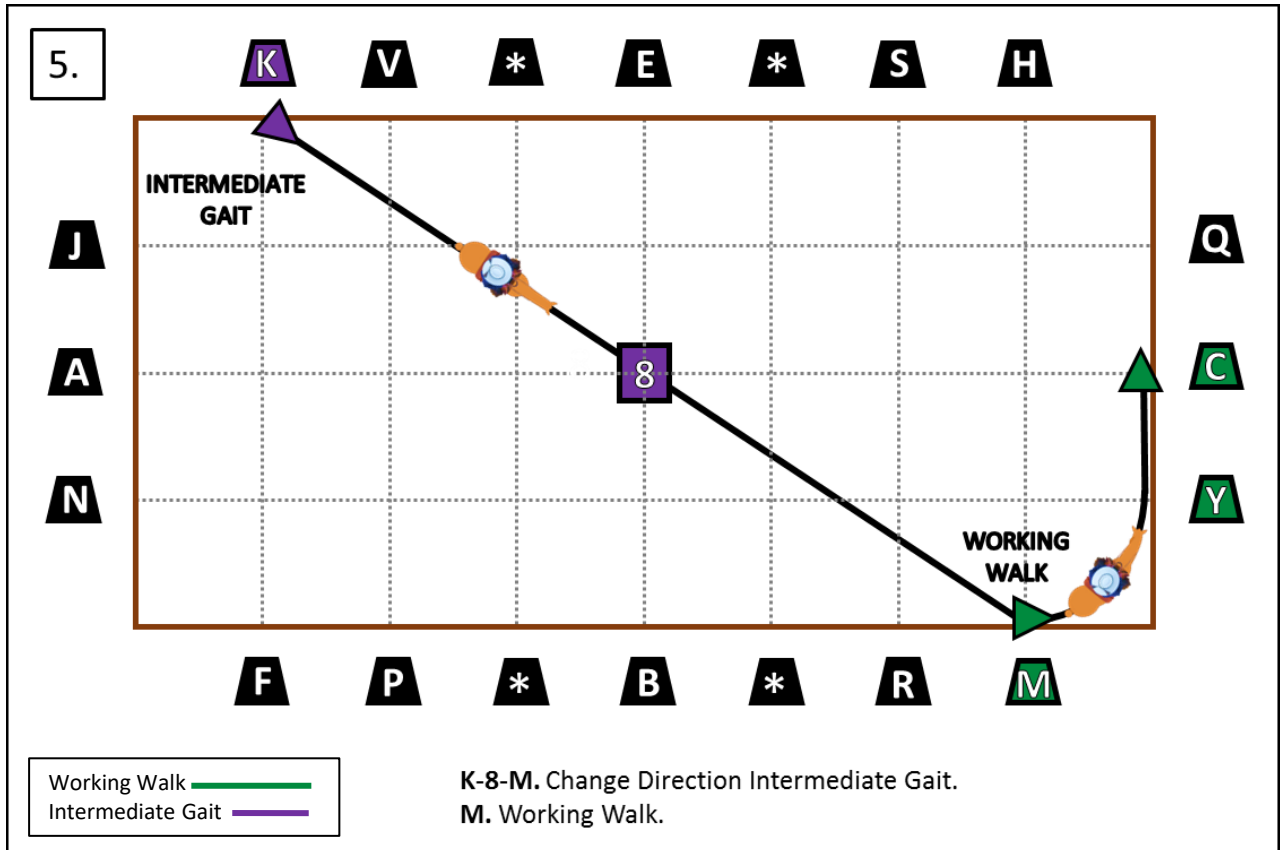 5.
K V * E * S H
INTERMEDIATE
GAIT
J
Q
A
8
C
N
Y
WORKING
WALK
F P * B * R M
Working Walk
Intermediate Gait
K-8-M. Change Direction Intermediate Gait.
M. Working Walk.